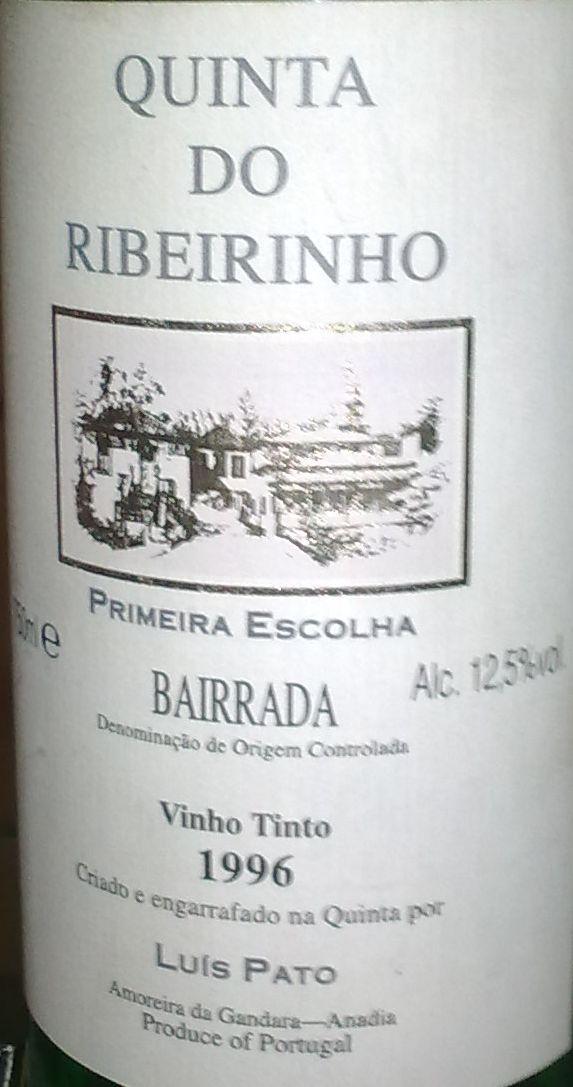 QUINTA
DO
RIBEIRINHO
PRIMEIRA ESCOLHA
50ml e
Alc. 12,5%vol.
BAIRRADA
Denominação de Origem Controlada
Vinho Tinto
1996
Criado e engarrafado na Quinta por
LUÍS PATO
Amoreira da Gandara—Anadia
Produce of Portugal